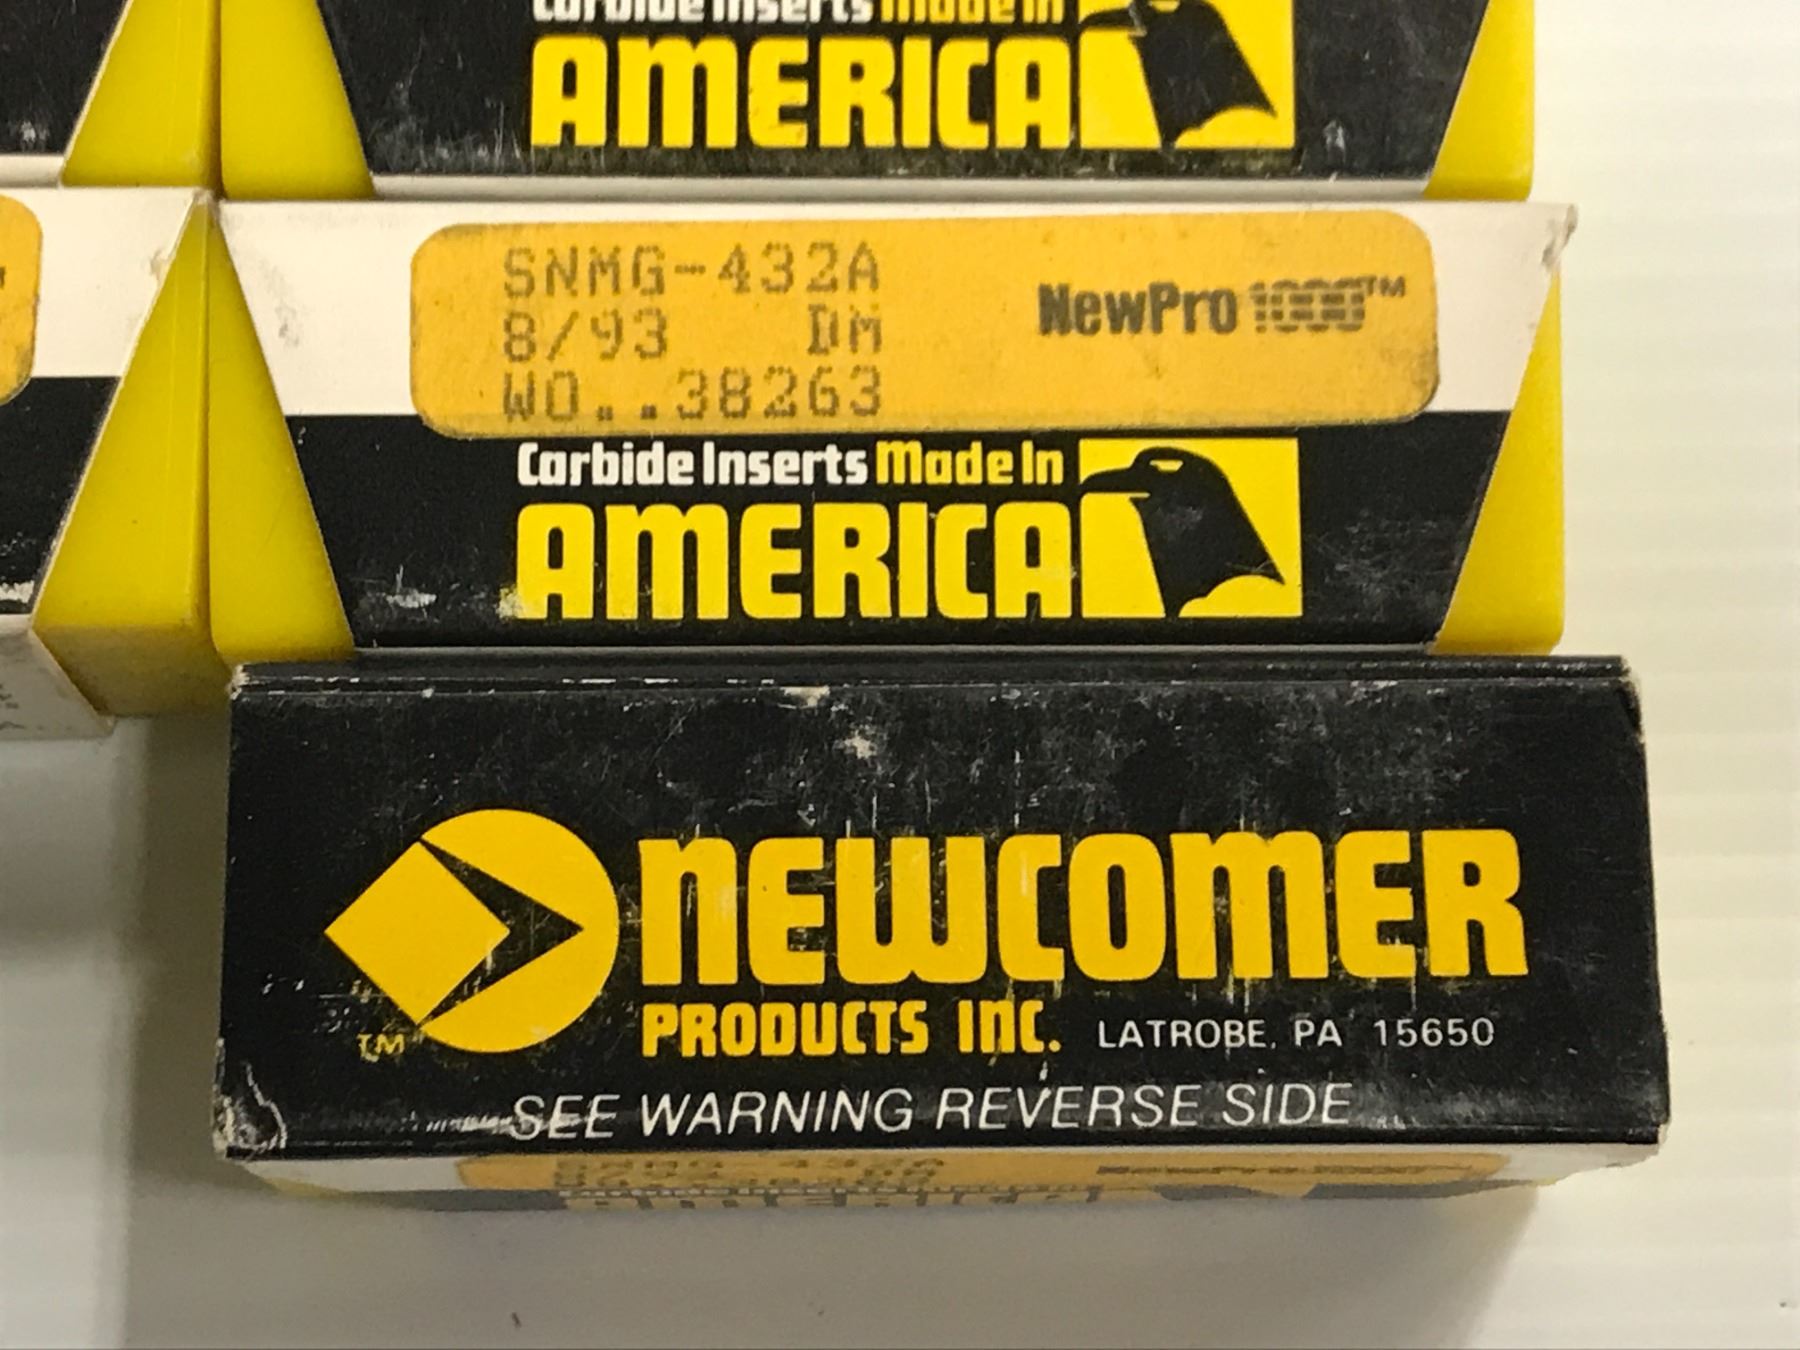 Carbide Inserts Made in
AMERICA
SNMG-432A
8/93 DM
WO..38263
NewPro 1000™
Carbide Inserts Made In
AMERICA
NEWCOMER
PRODUCTS INC. LATROBE, PA 15650
TM
SEE WARNING REVERSE SIDE